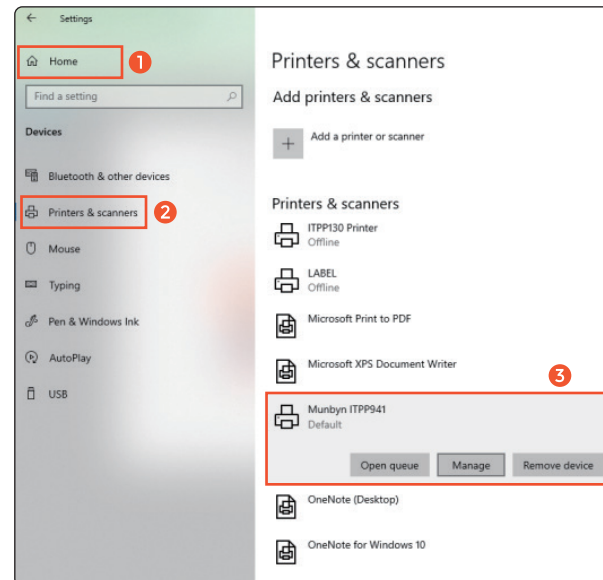 ← Settings
Home 1
Find a setting
Devices
Bluetooth & other devices
Printers & scanners 2
Mouse
Typing
Pen & Windows Ink
AutoPlay
USB
Printers & scanners
Add printers & scanners
+ Add a printer or scanner
Printers & scanners
ITPP130 Printer
Offline
LABEL
Offline
Microsoft Print to PDF
Microsoft XPS Document Writer
3
Munbyn ITPP941
Default
Open queue Manage Remove device
OneNote (Desktop)
OneNote for Windows 10